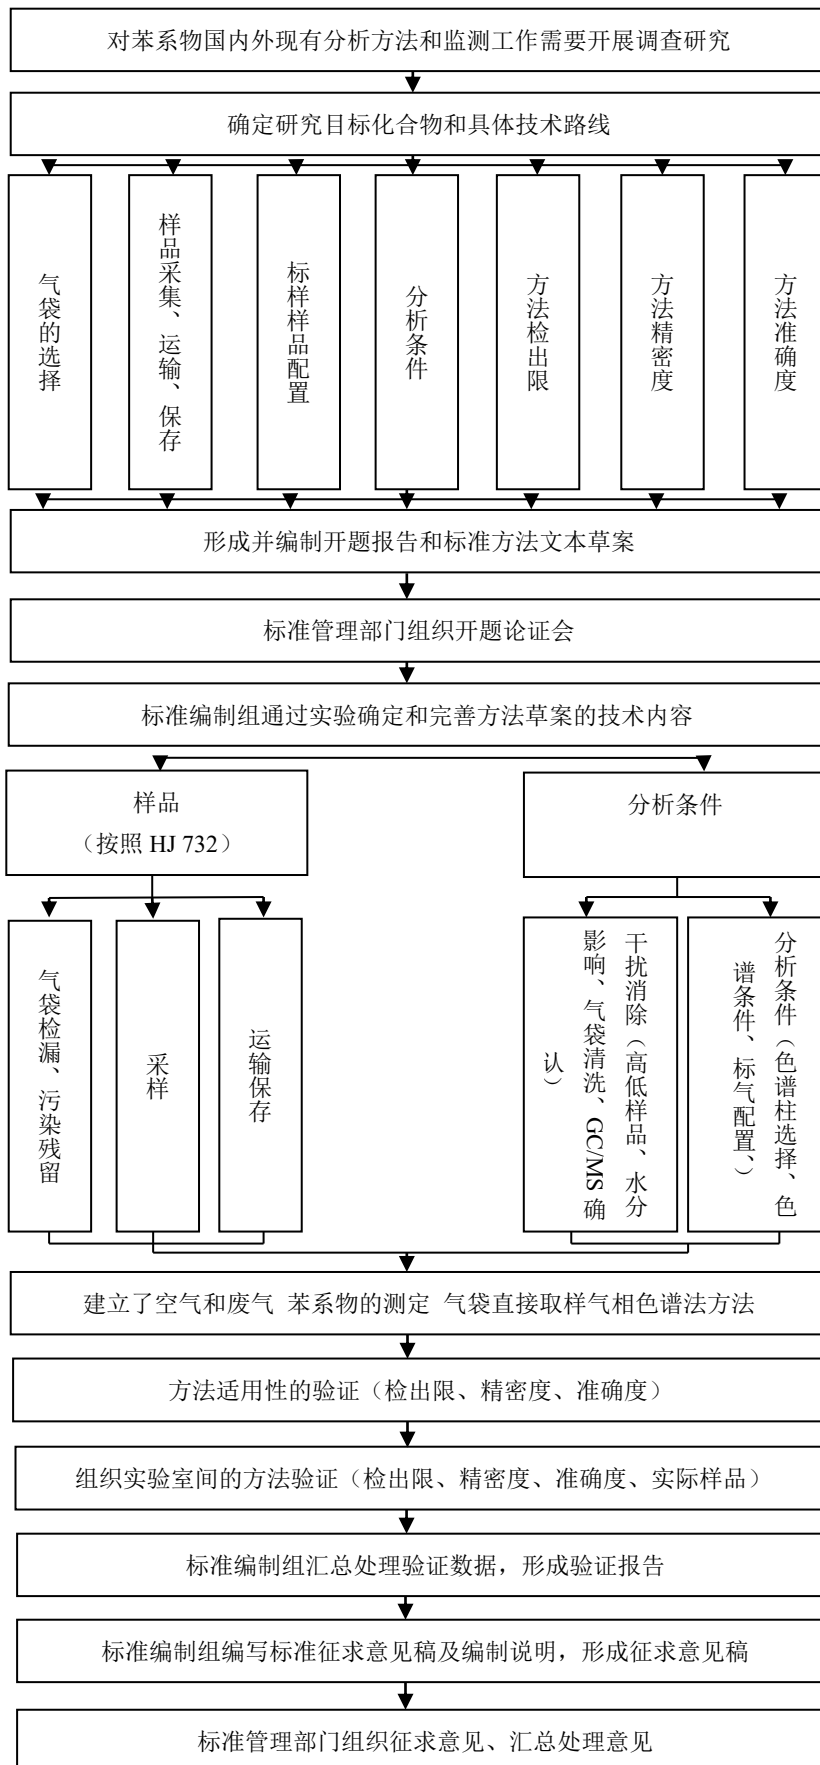 对苯系物国内外现有分析方法和监测工作需要开展调查研究
确定研究目标化合物和具体技术路线
气袋的选择
样品采集、运输、保存
标样样品配置
分析条件
方法检出限
方法精密度
方法准确度
形成并编制开题报告和标准方法文本草案
标准管理部门组织开题论证会
标准编制组通过实验确定和完善方法草案的技术内容
样品
（按照 HJ 732）
分析条件
气袋检漏、污染残留
采样
运输保存
干扰消除（高低样品、水分
影响、气袋清洗、GC/MS 确
认）
分析条件（色谱柱选择、色
谱条件、标气配置、）
建立了空气和废气 苯系物的测定 气袋直接取样气相色谱法方法
方法适用性的验证（检出限、精密度、准确度）
组织实验室间的方法验证（检出限、精密度、准确度、实际样品）
标准编制组汇总处理验证数据，形成验证报告
标准编制组编写标准征求意见稿及编制说明，形成征求意见稿
标准管理部门组织征求意见、汇总处理意见